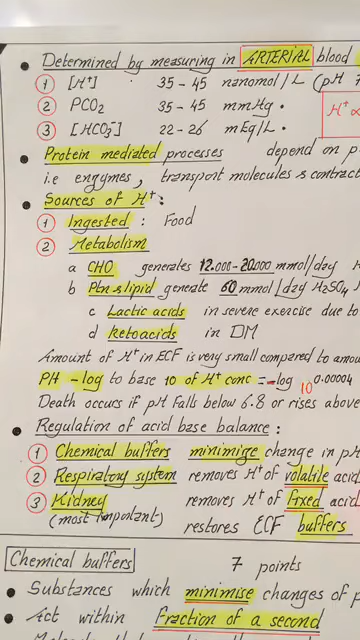 • Determined by measuring in ARTERIAL blood
① [H⁺] 35 - 45 nanomol/L (pH 7
② PCO2 35 - 45 mmHg •
③ [HCO3⁻] 22 - 26 mEq/L •
H⁺ ∝
• Protein mediated processes depend on p
i.e enzymes, transport molecules & contract
• Sources of H⁺:
① Ingested : Food
② Metabolism
a CHO generates 12.000-20000 mmol/day H
b Ptn & lipid generate 60 mmol/day H2SO4
c Lactic acids in severe exercise due to
d ketoacids in DM
Amount of H⁺ in ECF is very small compared to amou
PH -log to base 10 of H⁺ conc = -log 10 0.00004
Death occurs if pH falls below 6.8 or rises above
• Regulation of acid base balance :
① Chemical buffers minimise change in pH
② Respiratory system removes H⁺ of volatile acid
③ Kidney removes H⁺ of fixed acid
(most important) restores ECF buffers
Chemical buffers 7 points
• Substances which minimise changes of p
• Act within fraction of a second